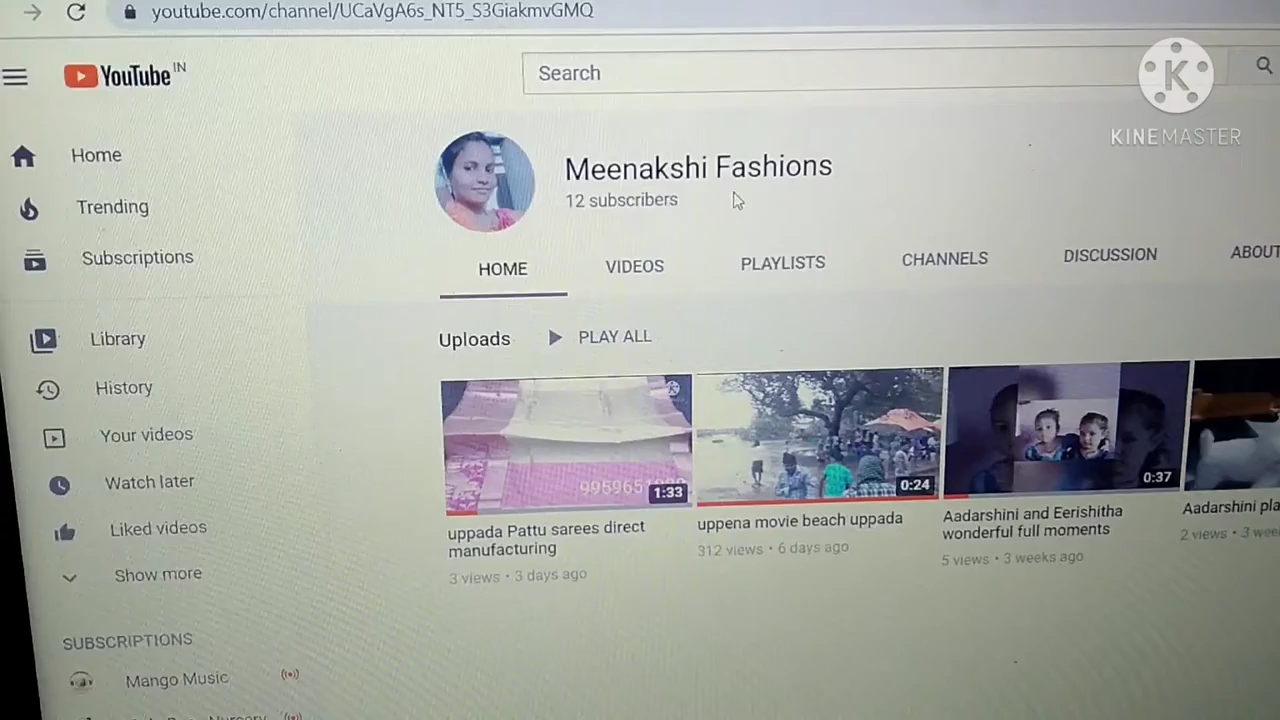 youtube.com/channel/UCaVgA6s_NT5_S3GiakmvGMQ
YouTube IN
Search
KINEMASTER
Home
Trending
Subscriptions
Library
History
Your videos
Watch later
Liked videos
Show more
SUBSCRIPTIONS
Mango Music
Meenakshi Fashions
12 subscribers
HOME VIDEOS PLAYLISTS CHANNELS DISCUSSION ABOUT
Uploads PLAY ALL
1:33
0:24
0:37
uppada Pattu sarees direct
manufacturing
3 views • 3 days ago
uppena movie beach uppada
312 views • 6 days ago
Aadarshini and Eerishitha
wonderful full moments
5 views • 3 weeks ago
Aadarshini
2 views • 3